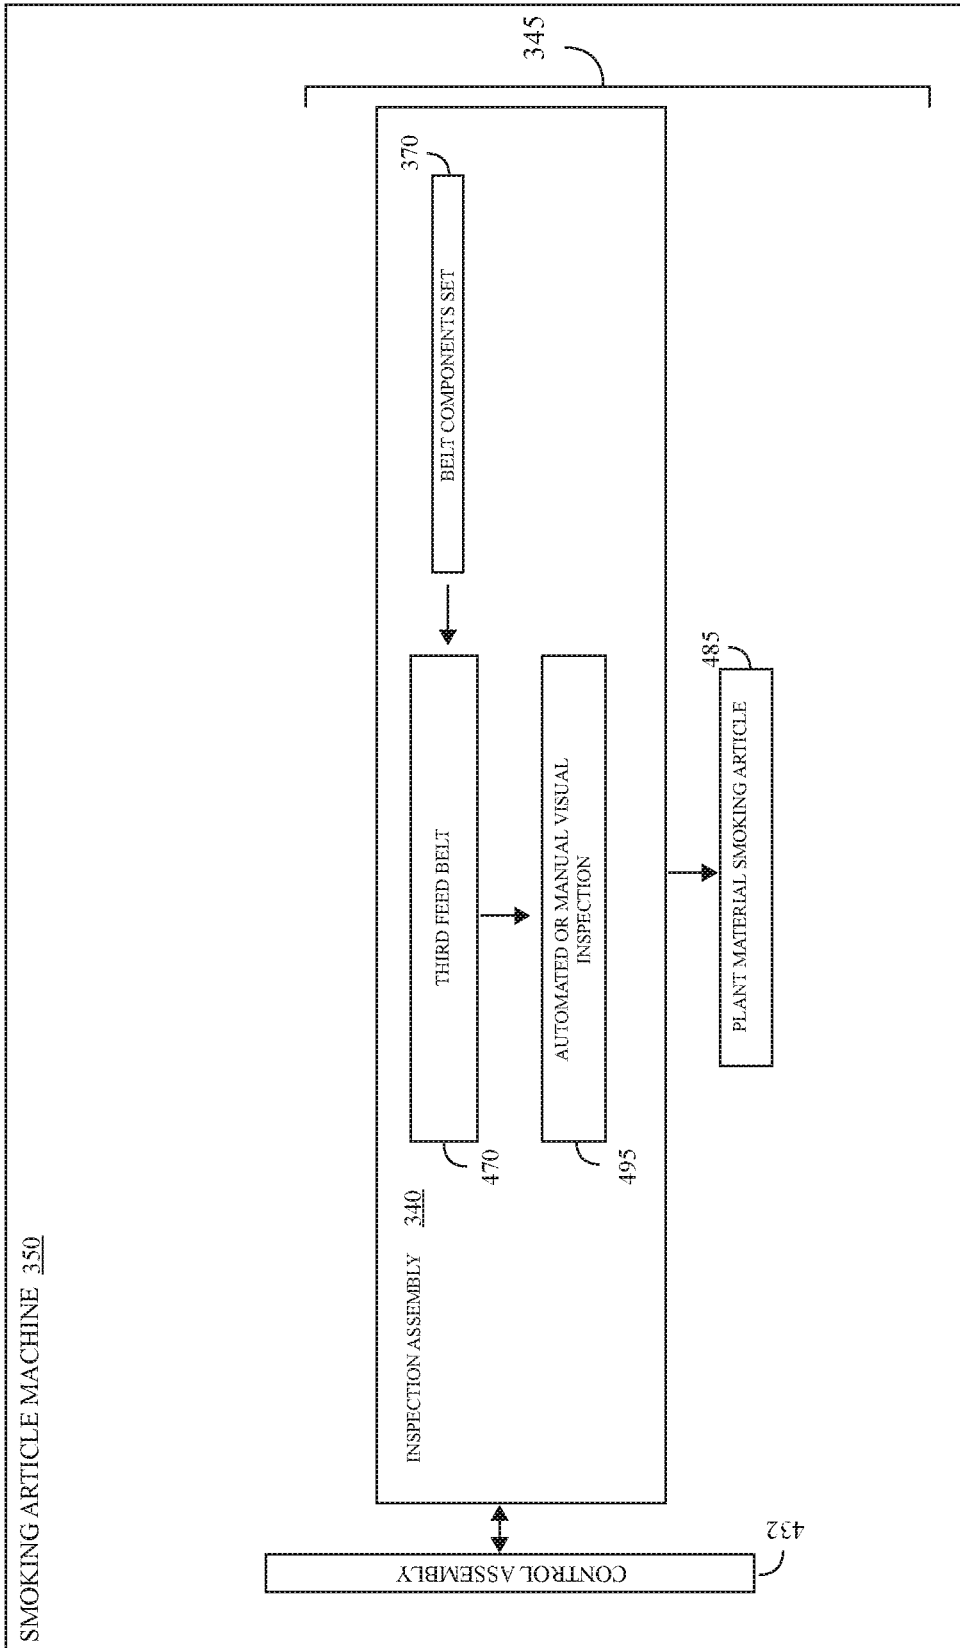 SMOKING ARTICLE MACHINE 350
345
370
BELT COMPONENTS SET
THIRD FEED BELT
470
AUTOMATED OR MANUAL VISUAL
INSPECTION
495
INSPECTION ASSEMBLY 340
485
PLANT MATERIAL SMOKING ARTICLE
CONTROL ASSEMBLY
432